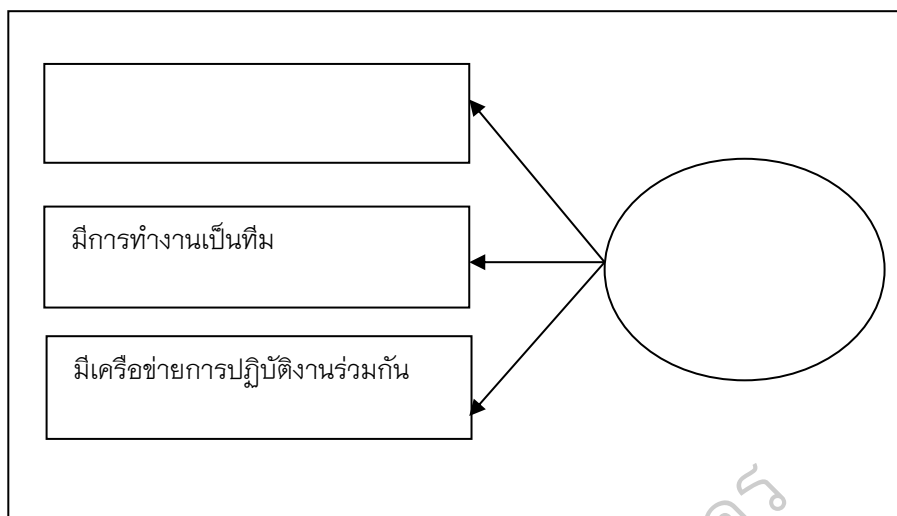 มีการทำงานเป็นทีม
มีเครือข่ายการปฏิบัติงานร่วมกัน